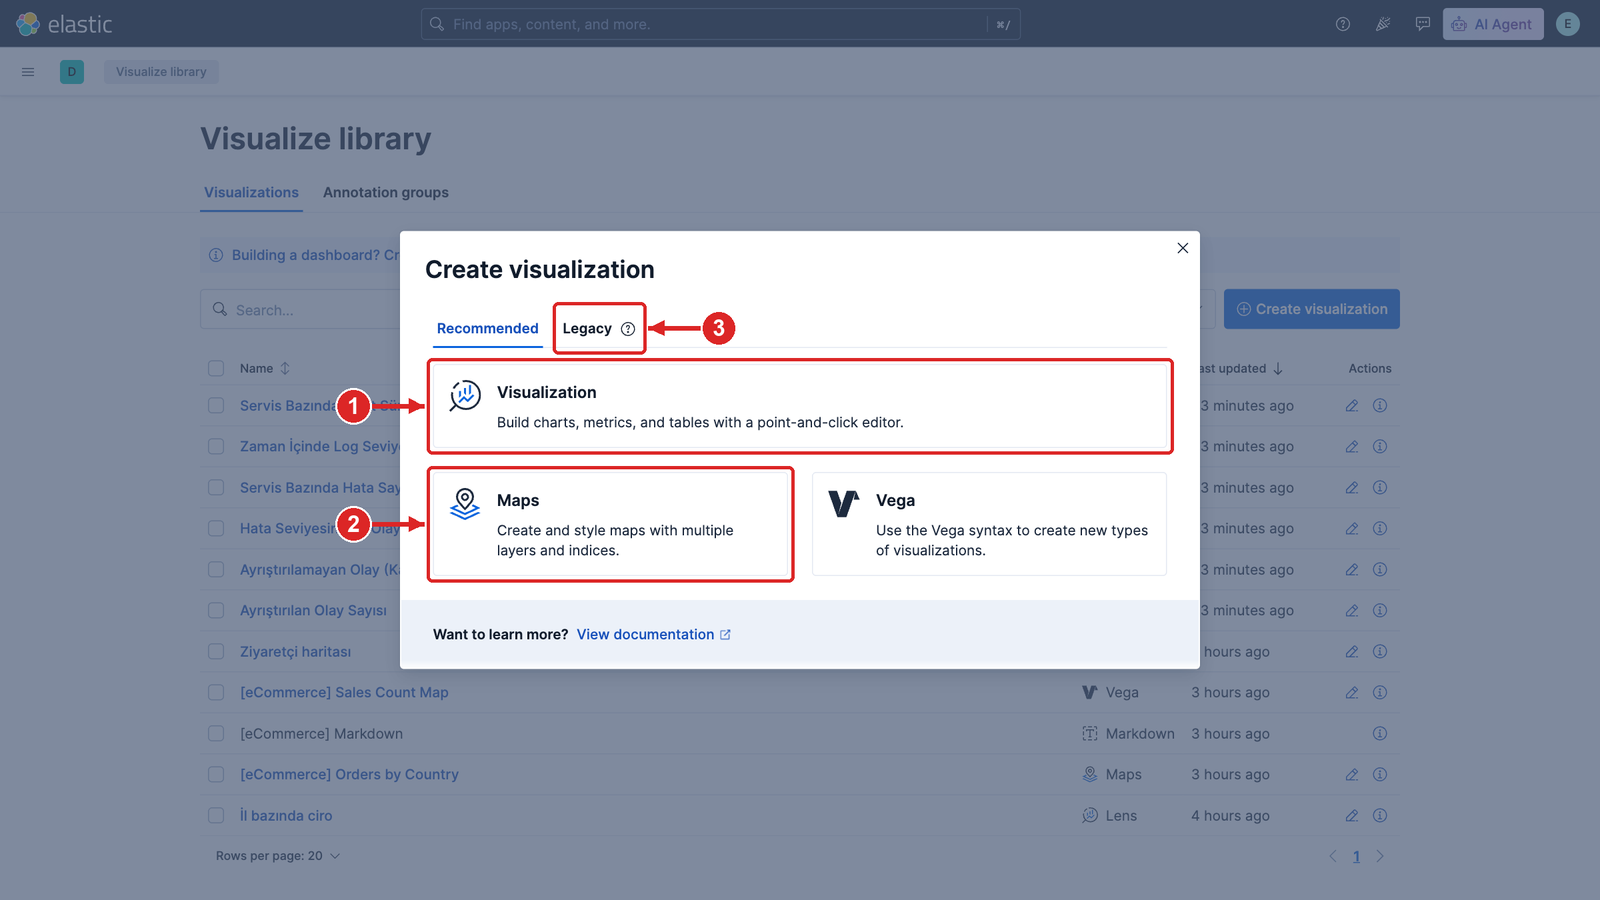 elastic
Find apps, content, and more.
⌘/
AI Agent
E
D
Visualize library
Visualize library
Visualizations
Annotation groups
Building a dashboard? Cr
Create visualization
Search...
Create visualization
Recommended
Legacy
3
Name
ast updated
Actions
Visualization
Build charts, metrics, and tables with a point-and-click editor.
1
Servis Bazında
3 minutes ago
Zaman İçinde Log Seviye
3 minutes ago
Servis Bazında Hata Say
3 minutes ago
Maps
Create and style maps with multiple
layers and indices.
2
Vega
Use the Vega syntax to create new types
of visualizations.
Hata Seviyesin
Olay
3 minutes ago
Ayrıştırılamayan Olay (Ka
3 minutes ago
Ayrıştırılan Olay Sayısı
3 minutes ago
Want to learn more? View documentation
Ziyaretçi haritası
hours ago
[eCommerce] Sales Count Map
Vega
3 hours ago
[eCommerce] Markdown
Markdown
3 hours ago
[eCommerce] Orders by Country
Maps
3 hours ago
İl bazında ciro
Lens
4 hours ago
Rows per page: 20
1